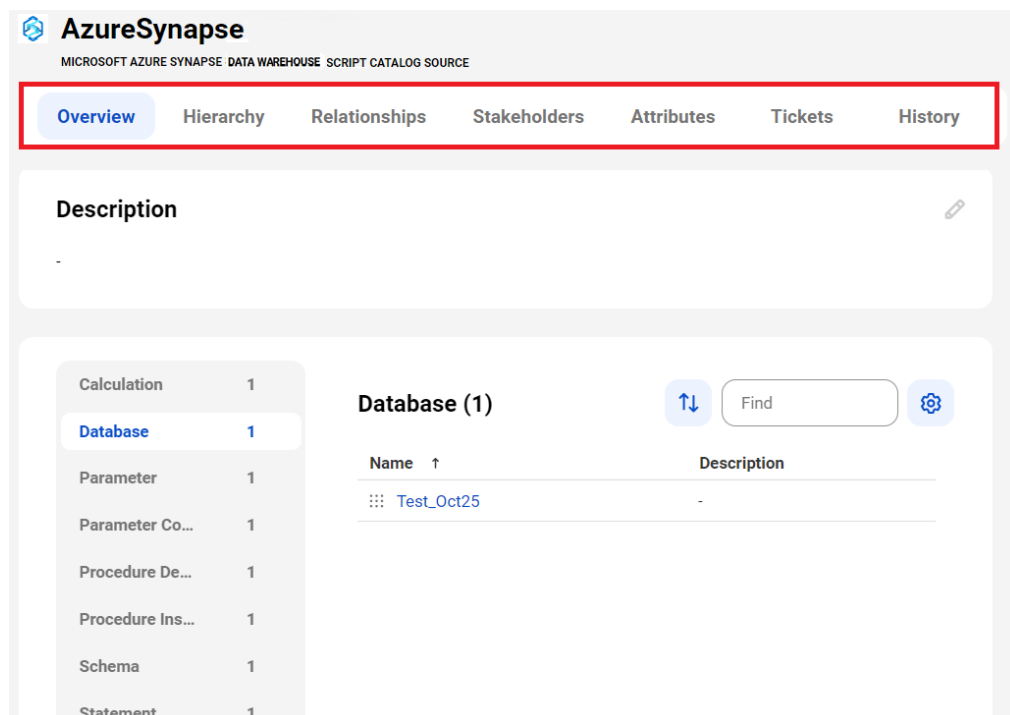 AzureSynapse
MICROSOFT AZURE SYNAPSE DATA WAREHOUSE SCRIPT CATALOG SOURCE
Overview Hierarchy Relationships Stakeholders Attributes Tickets History
Description
-
Calculation 1
Database 1
Parameter 1
Parameter Co... 1
Procedure De... 1
Procedure Ins... 1
Schema 1
Statement 1
Database (1) Find
Name ↑ Description
Test_Oct25 -